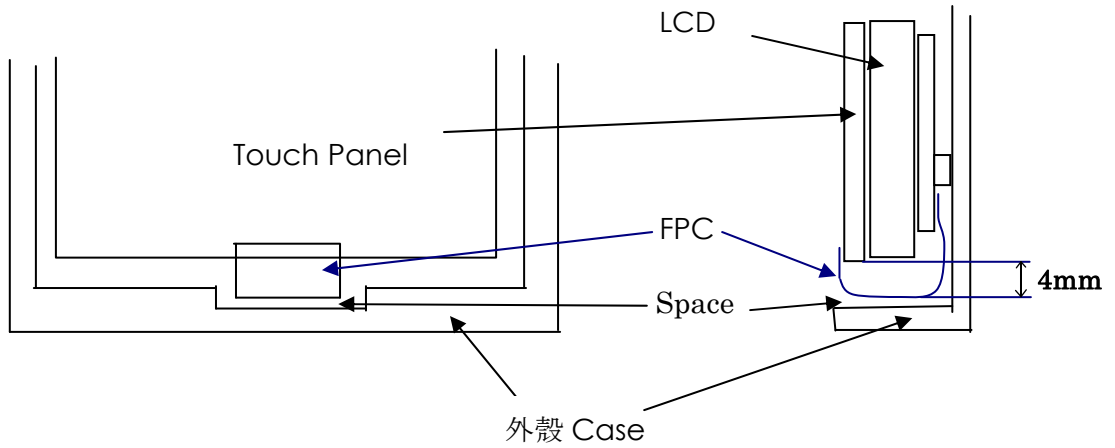 LCD
Touch Panel
FPC
4mm
Space
外殼 Case